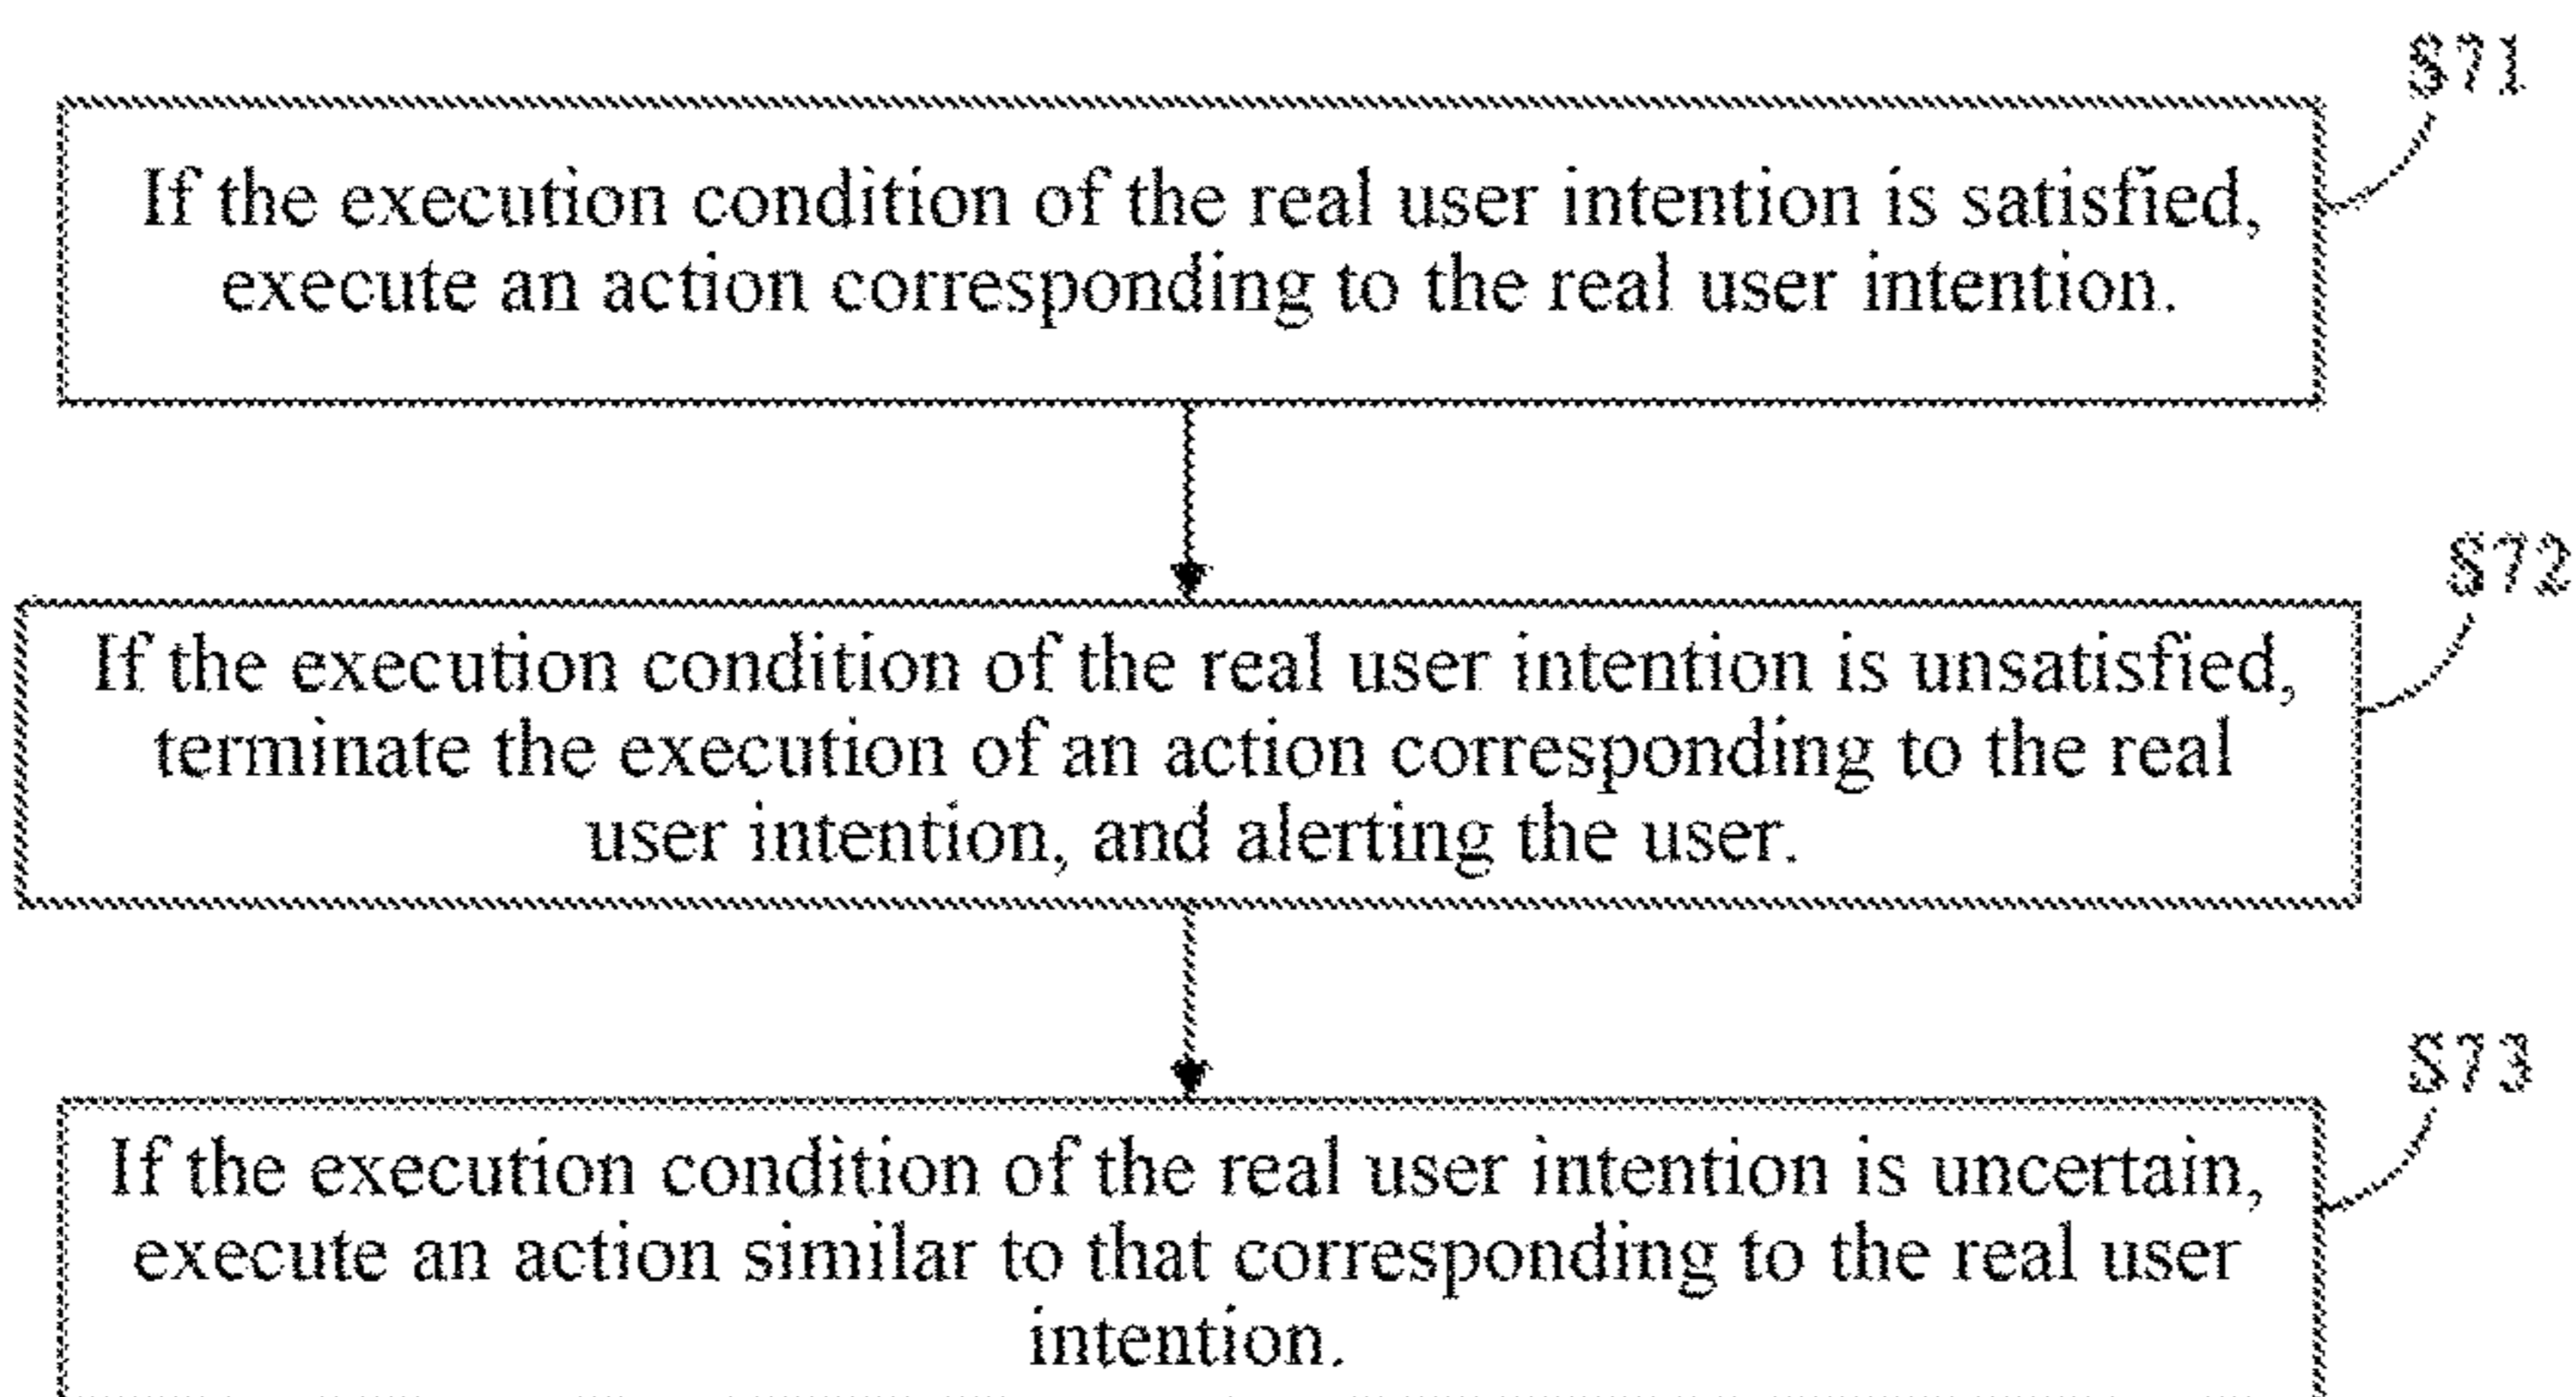 S71
If the execution condition of the real user intention is satisfied,
execute an action corresponding to the real user intention.
S72
If the execution condition of the real user intention is unsatisfied,
terminate the execution of an action corresponding to the real
user intention, and alerting the user.
S73
If the execution condition of the real user intention is uncertain,
execute an action similar to that corresponding to the real user
intention.